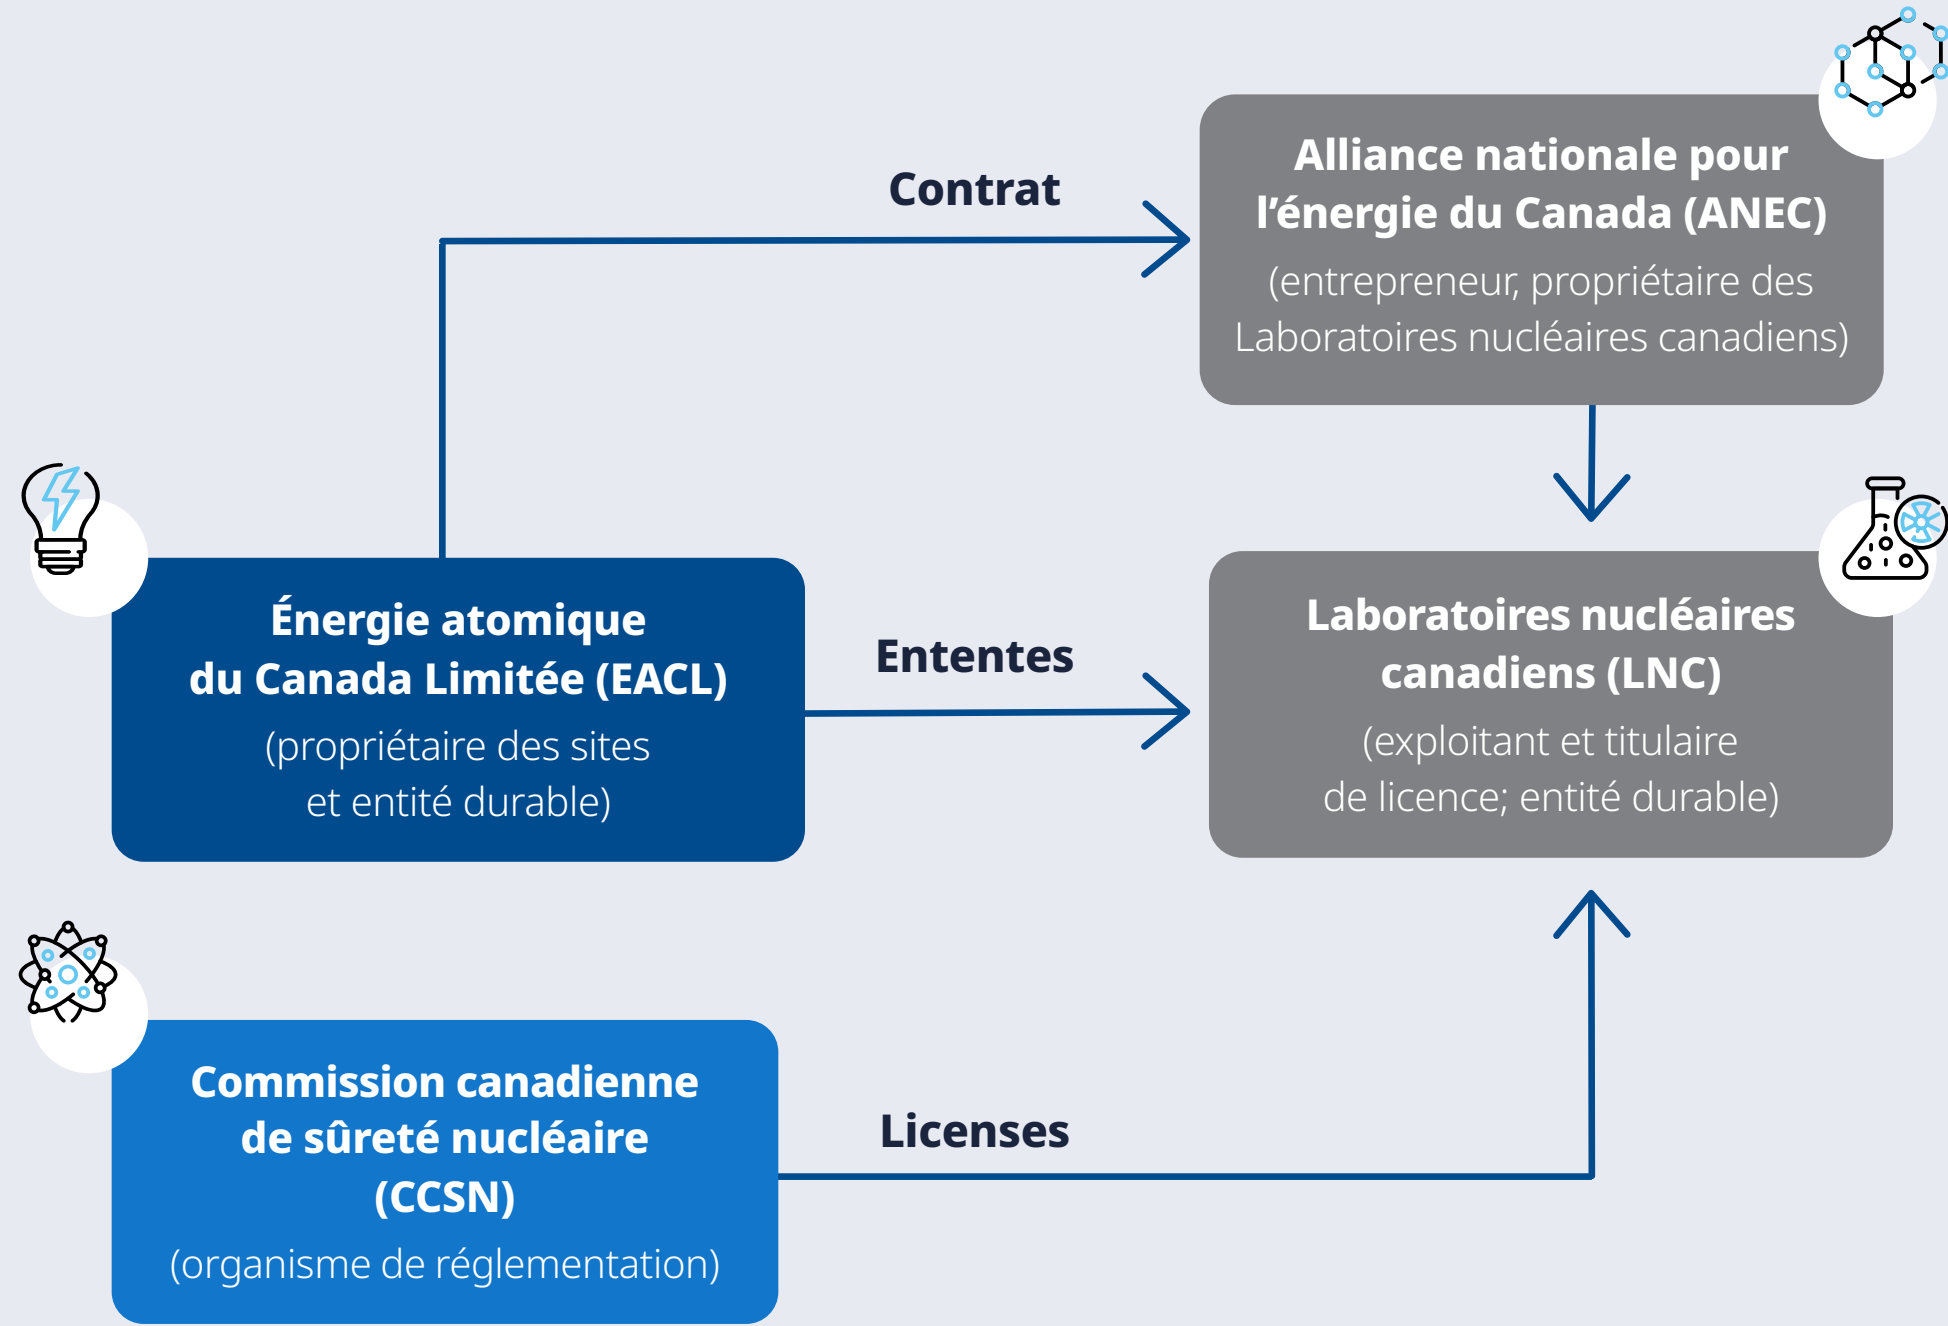 Contrat
Alliance nationale pour
l’énergie du Canada (ANEC)
(entrepreneur, propriétaire des
Laboratoires nucléaires canadiens)
Énergie atomique
du Canada Limitée (EACL)
(propriétaire des sites
et entité durable)
Ententes
Laboratoires nucléaires
canadiens (LNC)
(exploitant et titulaire
de licence; entité durable)
Commission canadienne
de sûreté nucléaire
(CCSN)
(organisme de réglementation)
Licenses